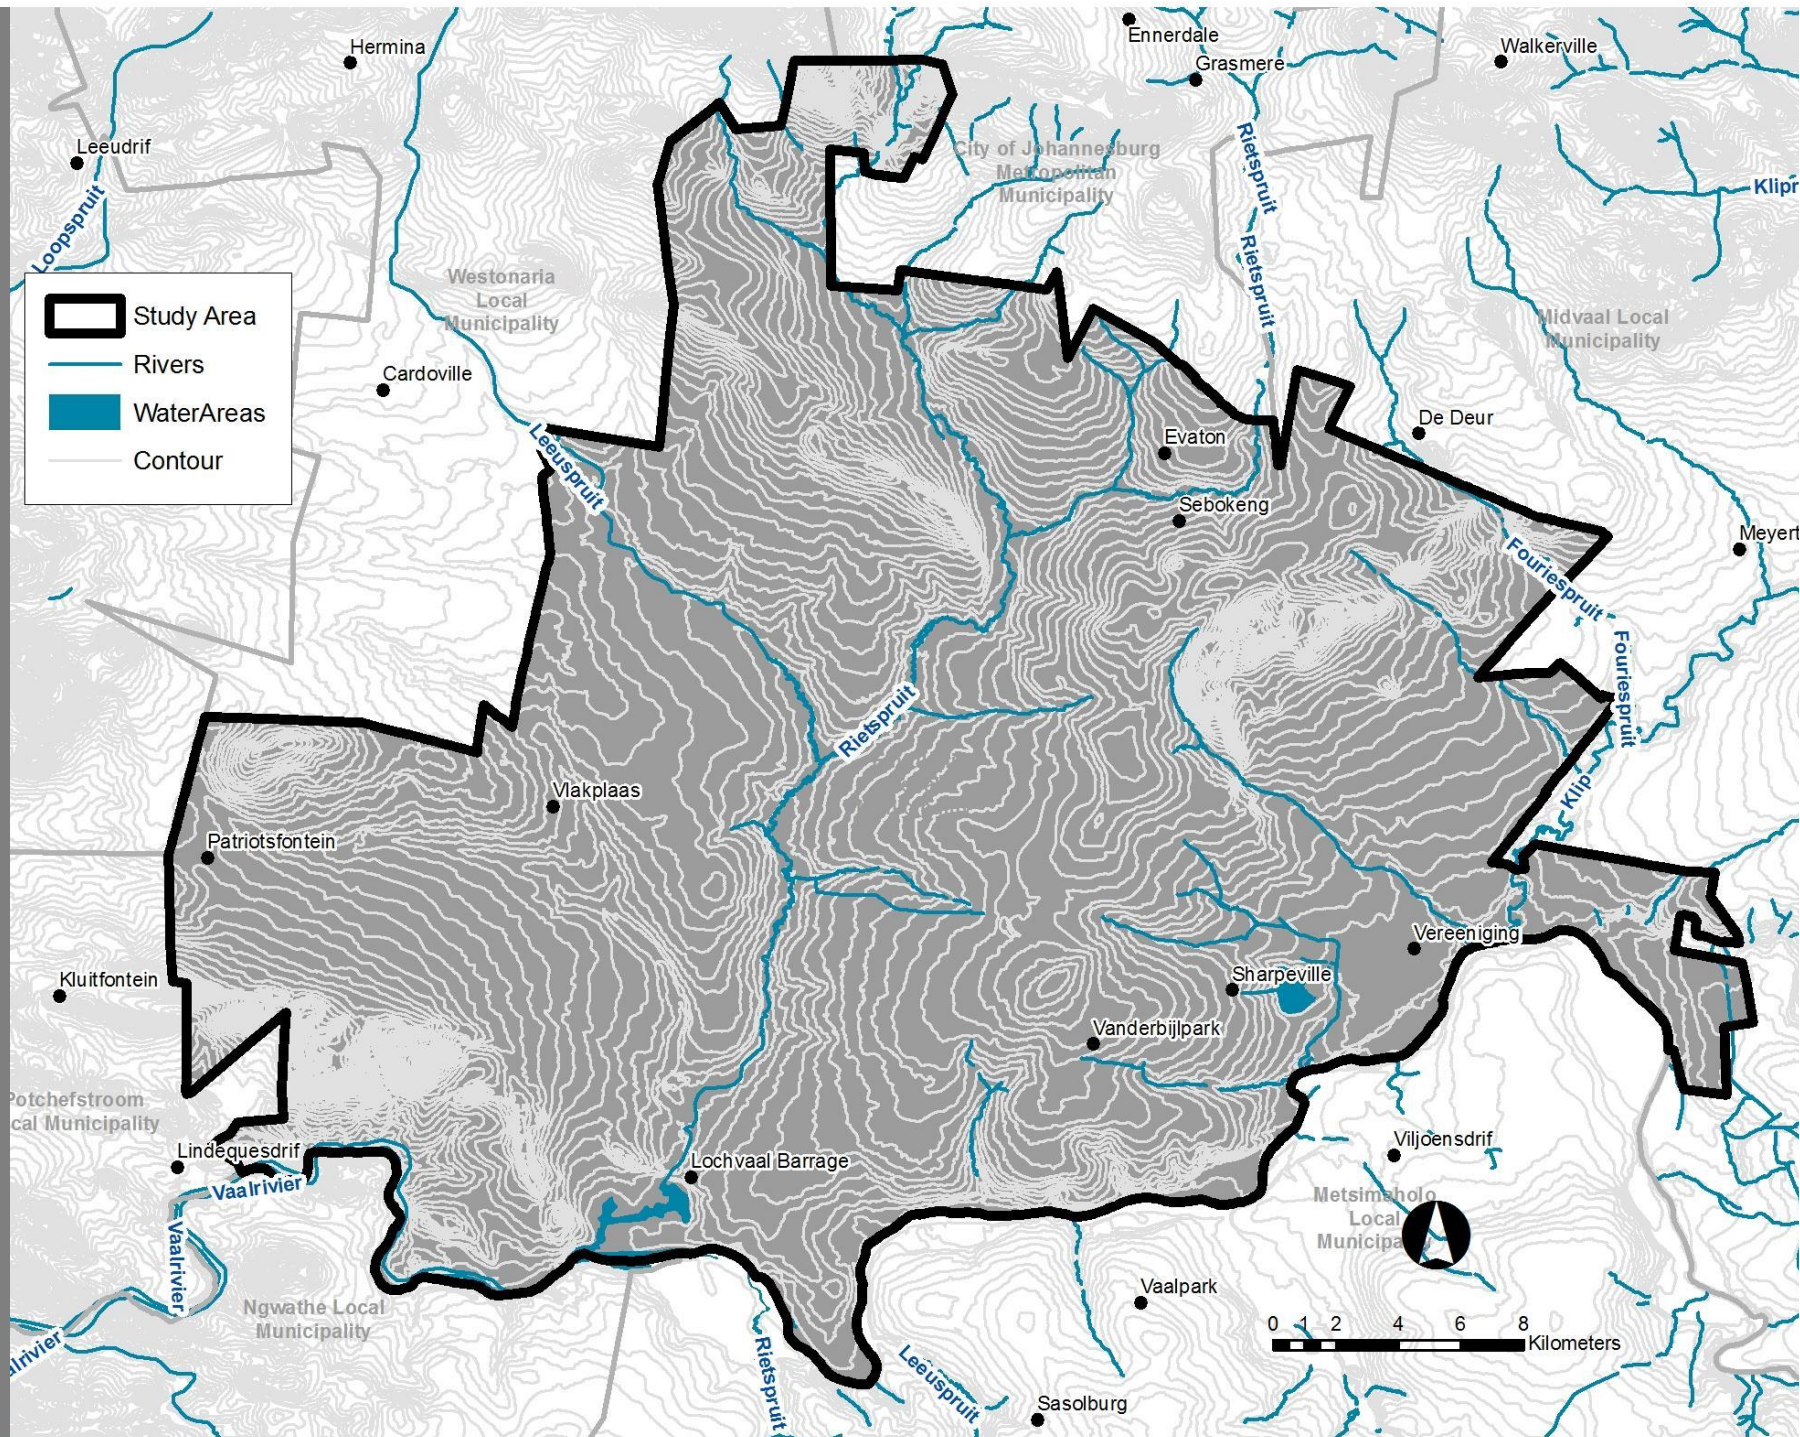 Hermina
Ennerdale
Grasmere
Walkerville
Leeudrif
Loopspruit
City of Johannesburg
Metropolitan
Municipality
Rietspruit
Klipr
Rietspruit
Westonaria
Local
Municipality
Midvaal Local
Municipality
Study Area
Rivers
WaterAreas
Contour
Cardoville
De Deur
Leeuspruit
Evaton
Sebokeng
Meyert
Fouriespruit
Fouriespruit
Rietspruit
Klip
Vlakplaas
Patriotsfontein
Vereeniging
Sharpeville
Kluitfontein
Vanderbijlpark
Potchefstroom
cal Municipality
Lindequesdrif
Vaalrivier
Lochvaal Barrage
Viljoensdrif
Metsimaholo
Local
Municipa
Vaalrivier
Ngwathe Local
Municipality
Vaalpark
0 1 2 4 6 8
Kilometers
alrivier
Rietspruit
Leeuspruit
Sasolburg